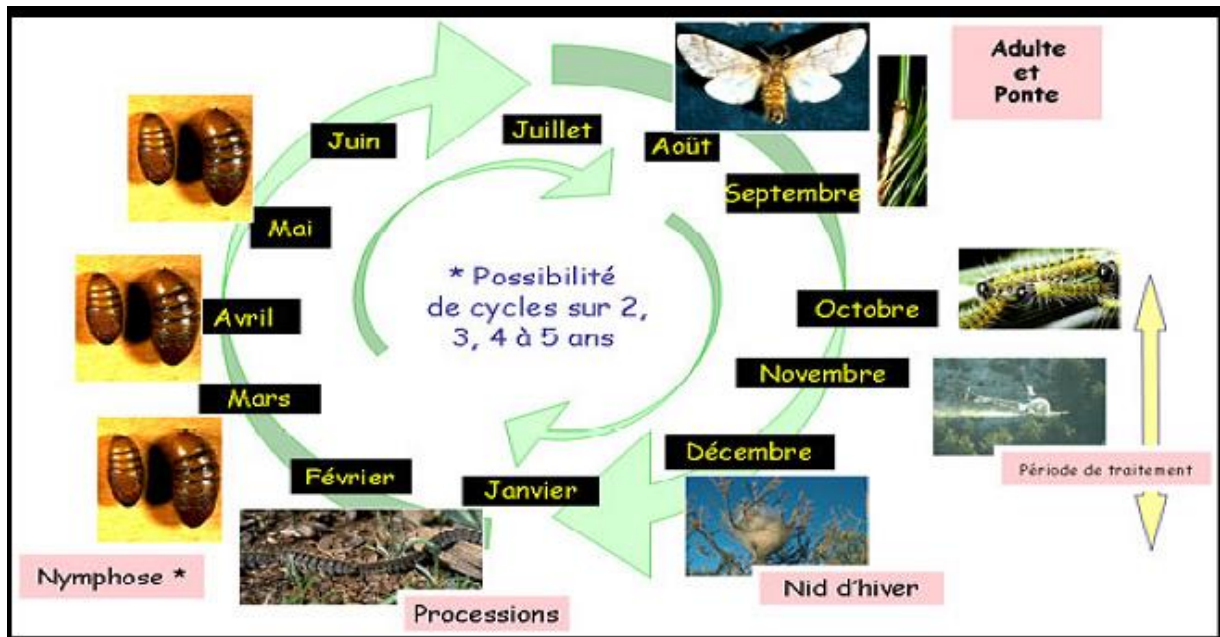 Adulte
et
Ponte
Juillet
Août
Septembre
Octobre
Novembre
Décembre
Janvier
Février
Mars
Avril
Mai
Juin
* Possibilité
de cycles sur 2,
3, 4 à 5 ans
Période de traitement
Nid d'hiver
Processions
Nymphose *